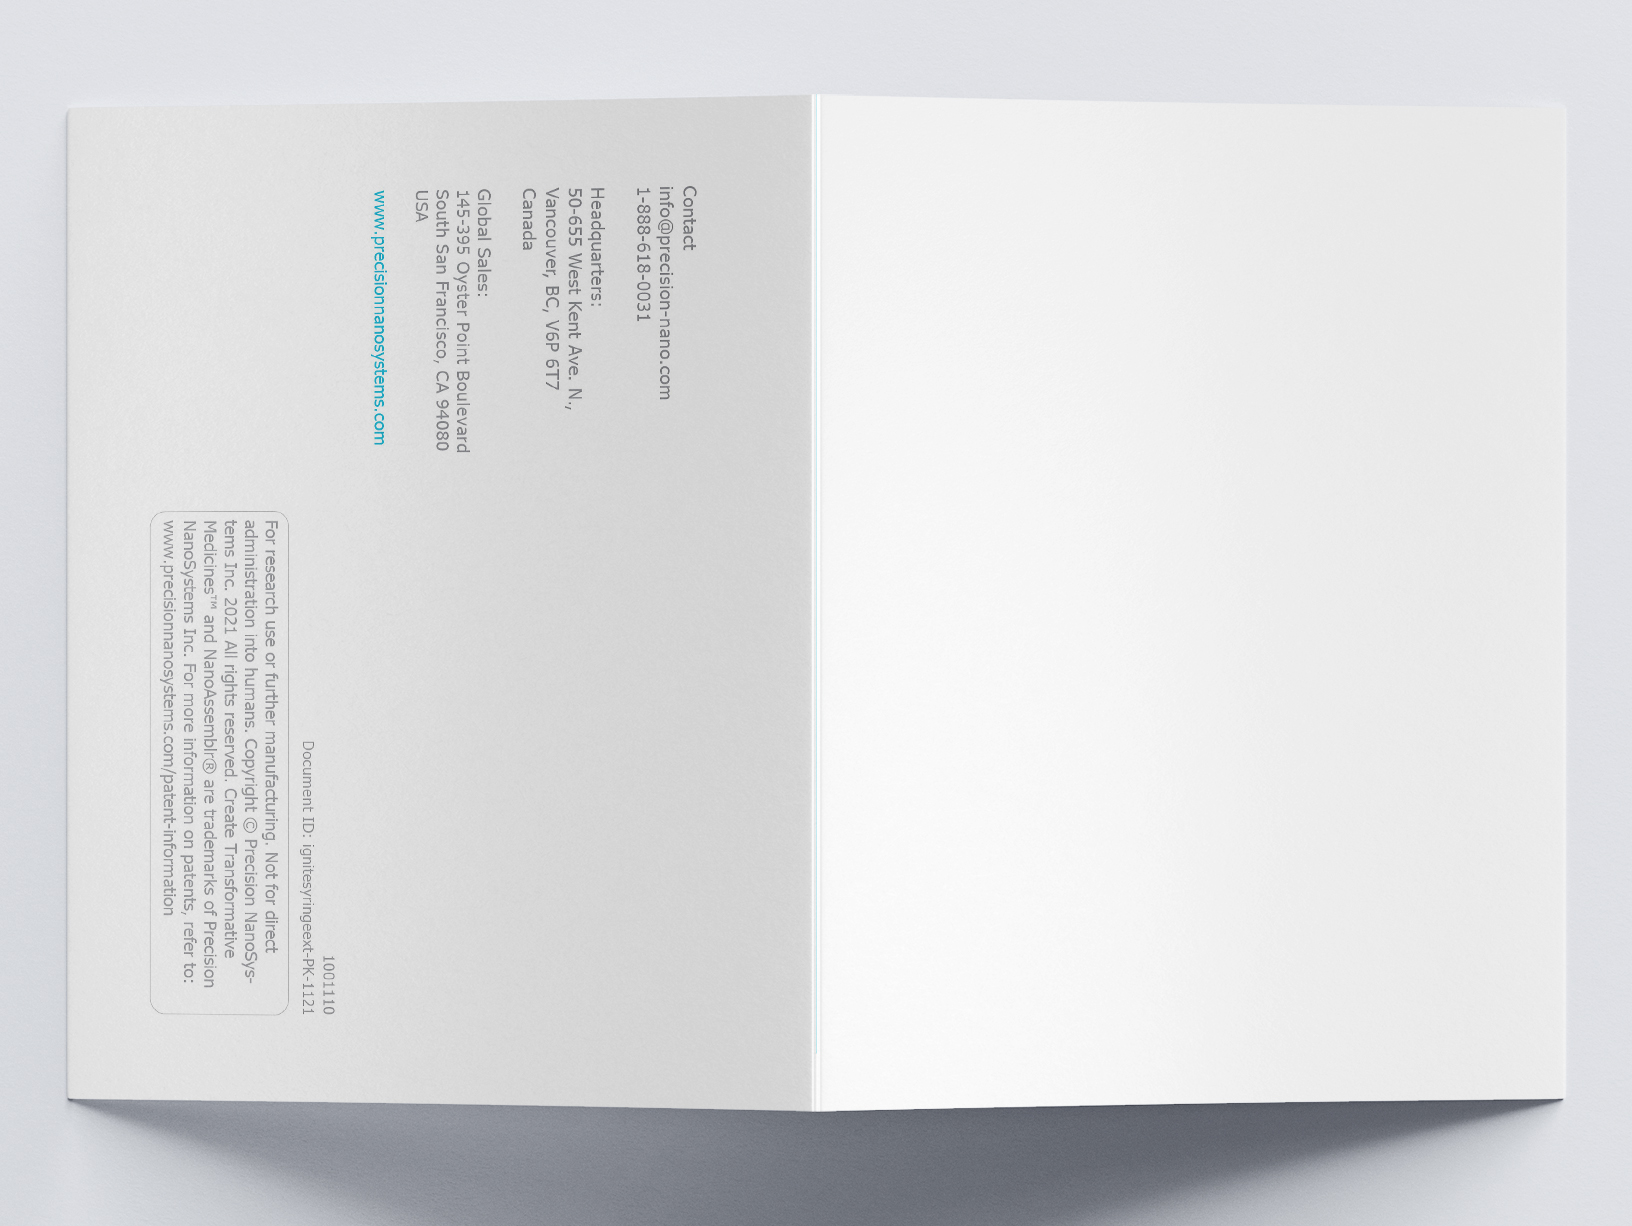 Contact
info@precision-nano.com
1-888-618-0031
Headquarters:
50-655 West Kent Ave. N.,
Vancouver, BC, V6P 6T7
Canada
Global Sales:
145-395 Oyster Point Boulevard
South San Francisco, CA 94080
USA
www.precisionnanosystems.com
1001110
Document ID: ignitesyringeext-PK-1121
For research use or further manufacturing. Not for direct
administration into humans. Copyright © Precision NanoSys-
tems Inc. 2021 All rights reserved. Create Transformative
Medicines™ and NanoAssemblr® are trademarks of Precision
NanoSystems Inc. For more information on patents, refer to:
www.precisionnanosystems.com/patent-information